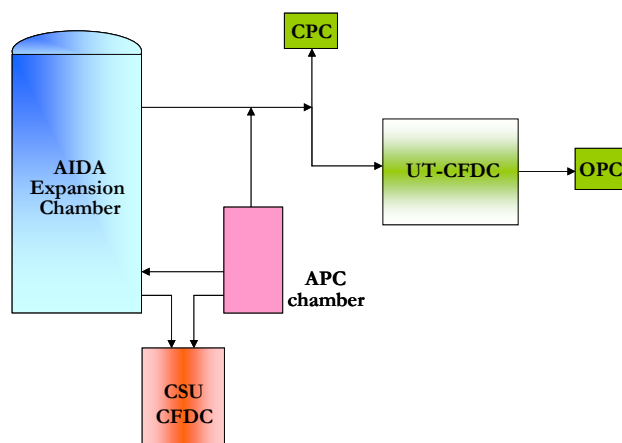 CPC
AIDA
Expansion
Chamber
UT-CFDC
OPC
APC
chamber
CSU
CFDC